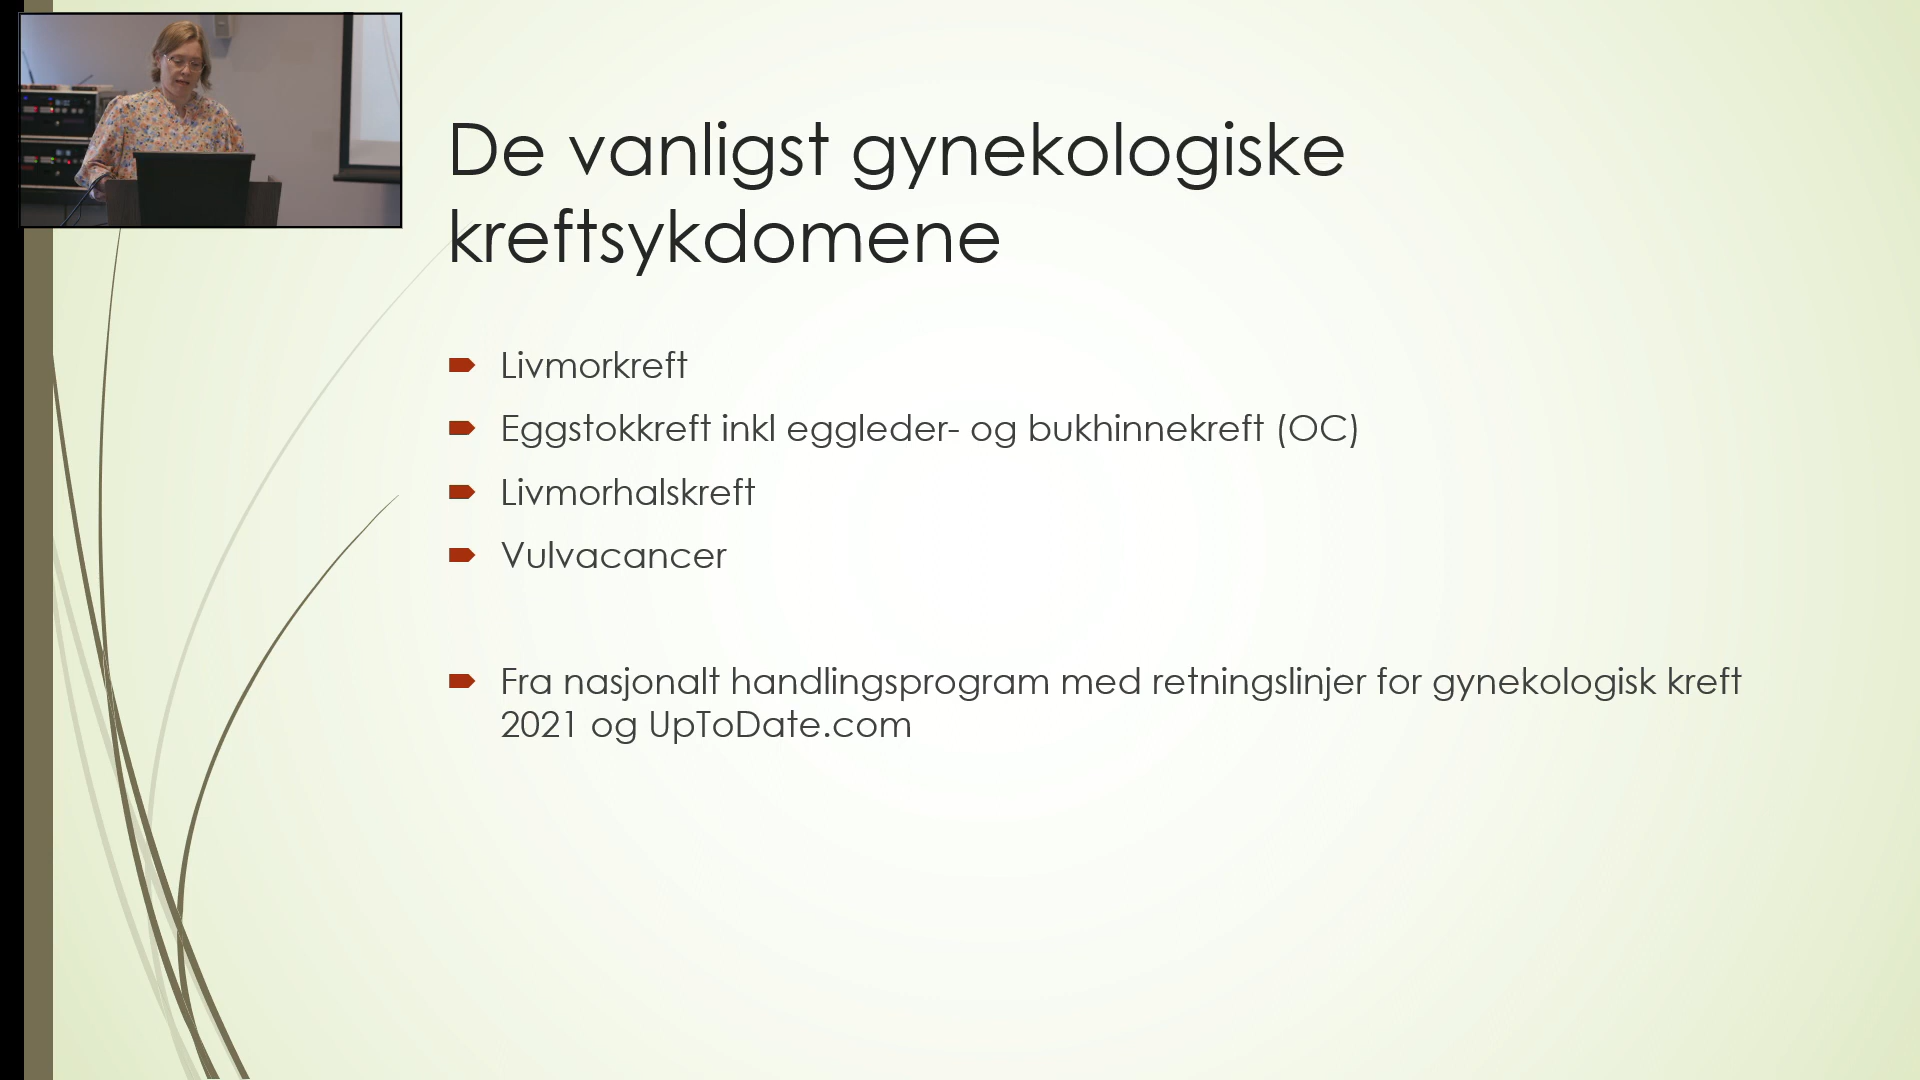 De vanligst gynekologiske
kreftsykdomene
Livmorkreft
Eggstokkreft inkl eggleder- og bukhinnekreft (OC)
Livmorhalskreft
Vulvacancer
Fra nasjonalt handlingsprogram med retningslinjer for gynekologisk kreft
2021 og UpToDate.com